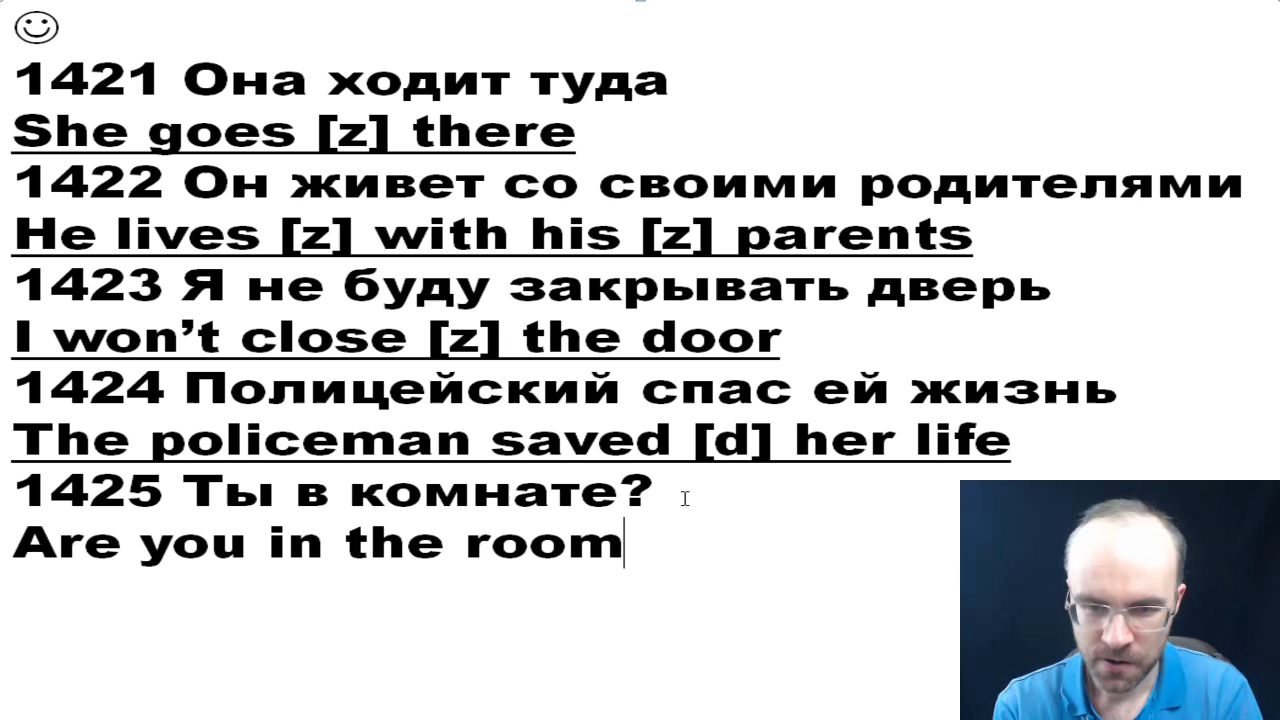 1421 Она ходит туда
She goes [z] there
1422 Он живет со своими родителями
He lives [z] with his [z] parents
1423 Я не буду закрывать дверь
I won’t close [z] the door
1424 Полицейский спас ей жизнь
The policeman saved [d] her life
1425 Ты в комнате?
Are you in the room